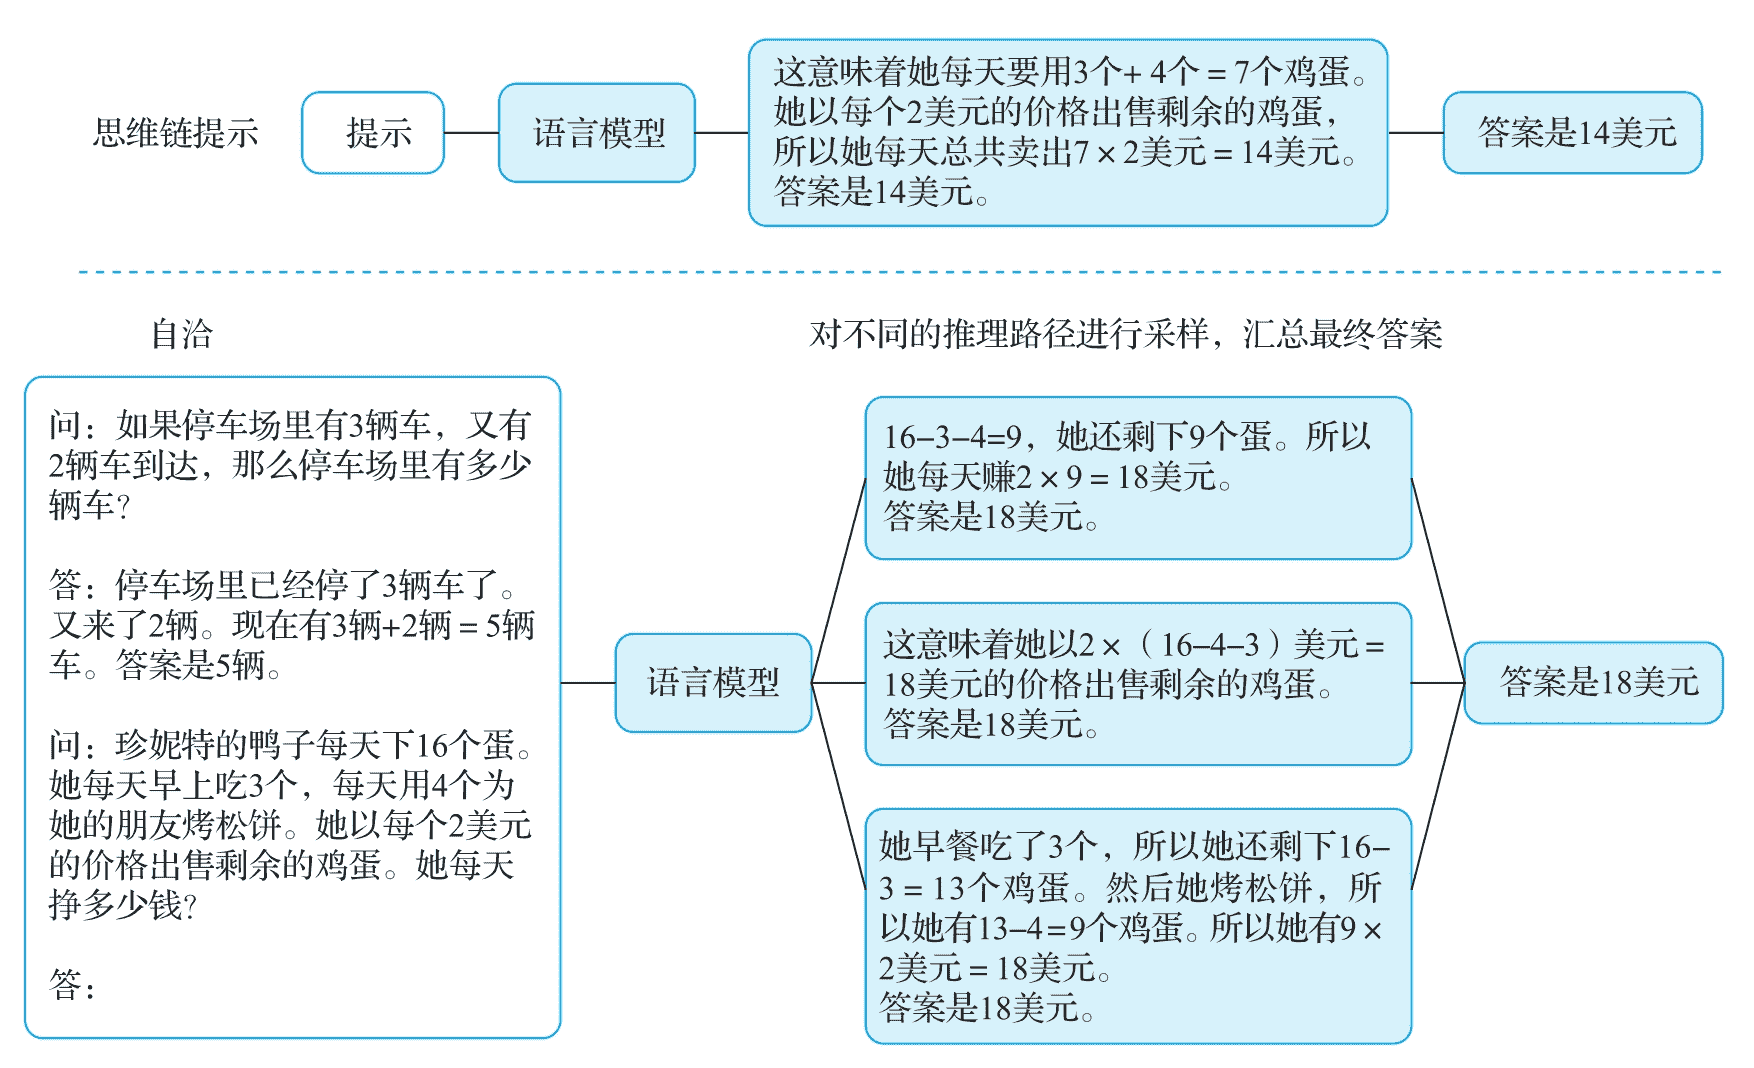 思维链提示
提示
语言模型
这意味着她每天要用3个+ 4个 = 7个鸡蛋。
她以每个2美元的价格出售剩余的鸡蛋，
所以她每天总共卖出7 × 2美元 = 14美元。
答案是14美元。
答案是14美元
自洽
对不同的推理路径进行采样，汇总最终答案
问：如果停车场里有3辆车，又有
2辆车到达，那么停车场里有多少
辆车？
答：停车场里已经停了3辆车了。
又来了2辆。现在有3辆+2辆 = 5辆
车。答案是5辆。
问：珍妮特的鸭子每天下16个蛋。
她每天早上吃3个，每天用4个为
她的朋友烤松饼。她以每个2美元
的价格出售剩余的鸡蛋。她每天
挣多少钱？
答：
语言模型
16–3–4=9，她还剩下9个蛋。所以
她每天赚2 × 9 = 18美元。
答案是18美元。
这意味着她以2 ×（16–4–3）美元 =
18美元的价格出售剩余的鸡蛋。
答案是18美元。
她早餐吃了3个，所以她还剩下16–
3 = 13个鸡蛋。然后她烤松饼，所
以她有13–4 = 9个鸡蛋。所以她有9 ×
2美元 = 18美元。
答案是18美元。
答案是18美元